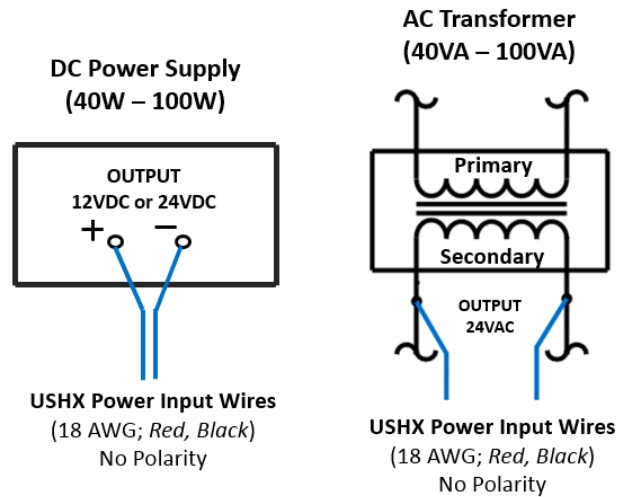 DC Power Supply
(40W – 100W)
OUTPUT
12VDC or 24VDC
+ −
USHX Power Input Wires
(18 AWG; Red, Black)
No Polarity
AC Transformer
(40VA – 100VA)
Primary
Secondary
OUTPUT
24VAC
USHX Power Input Wires
(18 AWG; Red, Black)
No Polarity